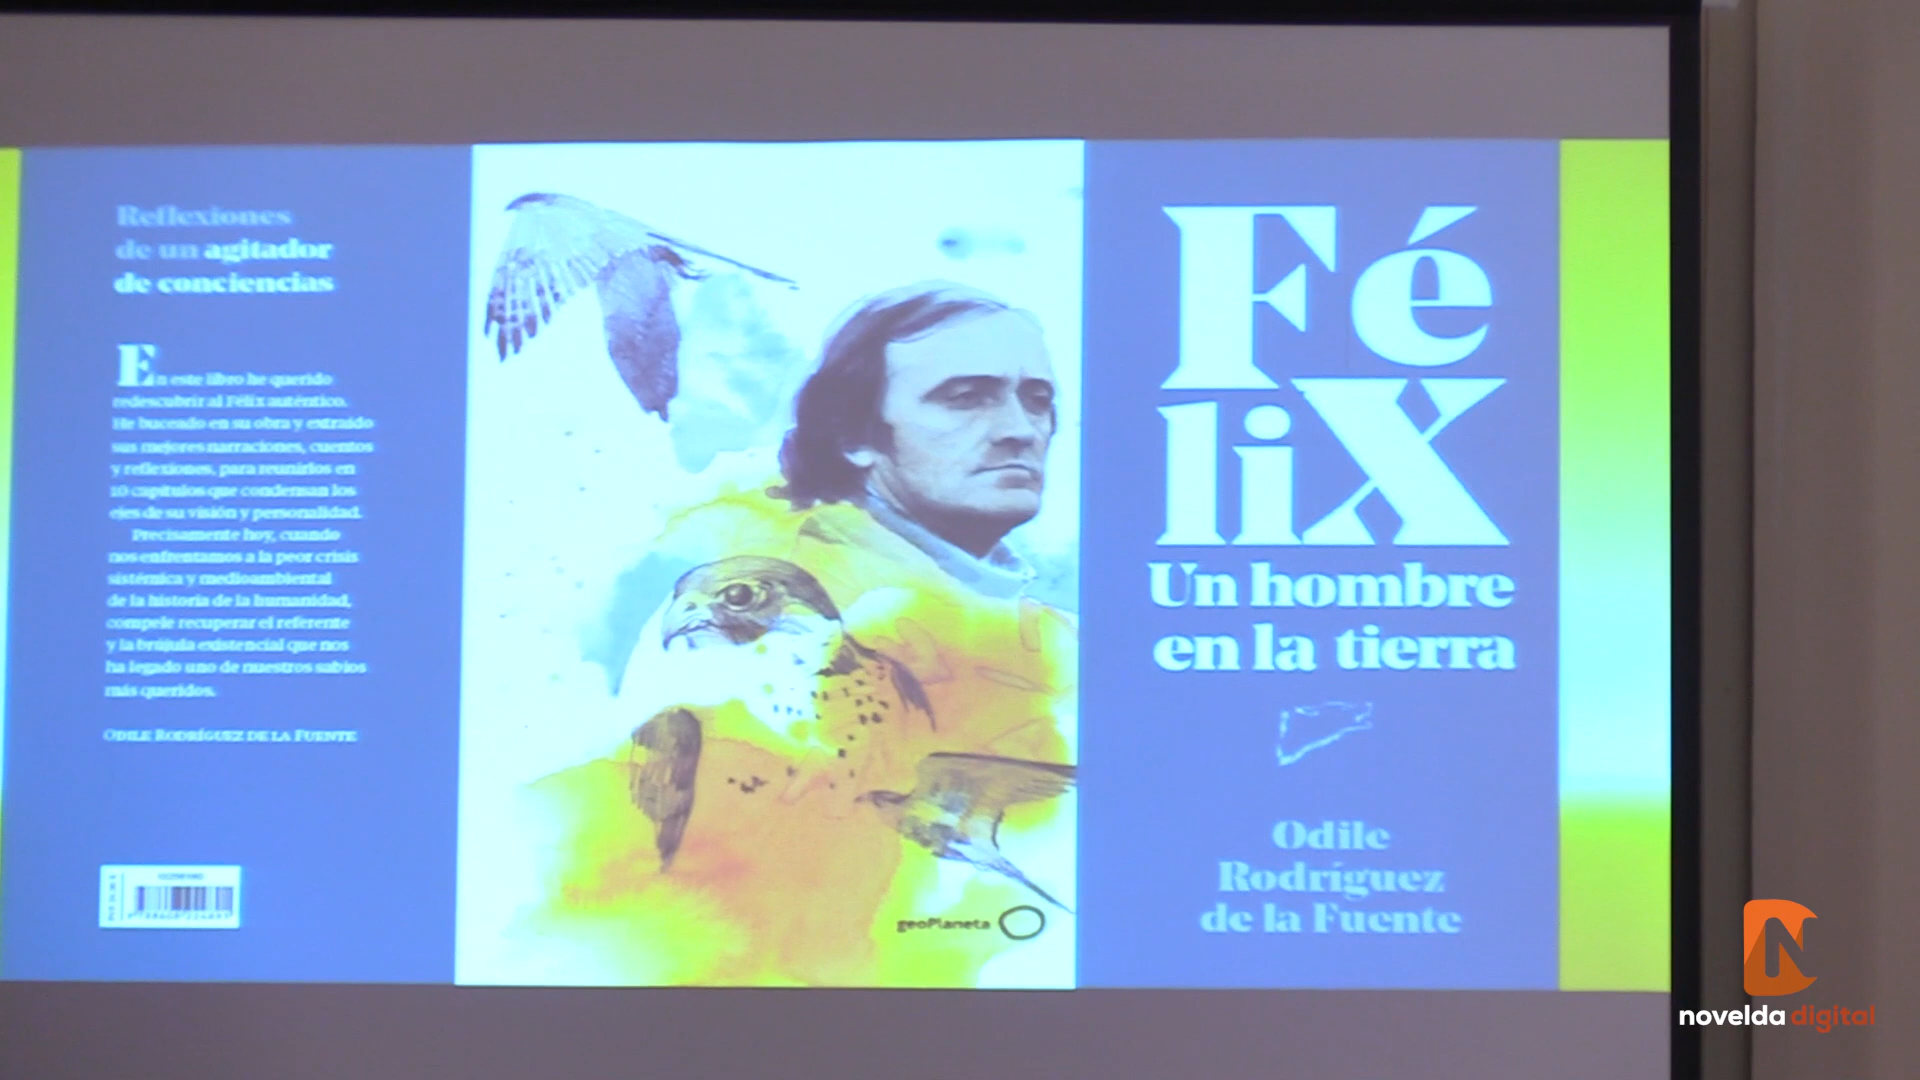 Reflexiones
de un agitador
de conciencias
En este libro he querido
redescubrir al Félix auténtico.
He buceado en su obra y extraído
sus mejores narraciones, cuentos
y reflexiones, para reunirlos en
10 capítulos que condensan los
ejes de su visión y personalidad.
Precisamente hoy, cuando
nos enfrentamos a la peor crisis
sistémica y medioambiental
de la historia de la humanidad,
compele recuperar el referente
y la brújula existencial que nos
ha legado uno de nuestros sabios
más queridos.
ODILE RODRÍGUEZ DE LA FUENTE
geoPlaneta
Fé
liX
Un hombre
en la tierra
Odile
Rodríguez
de la Fuente
N
novelda digital